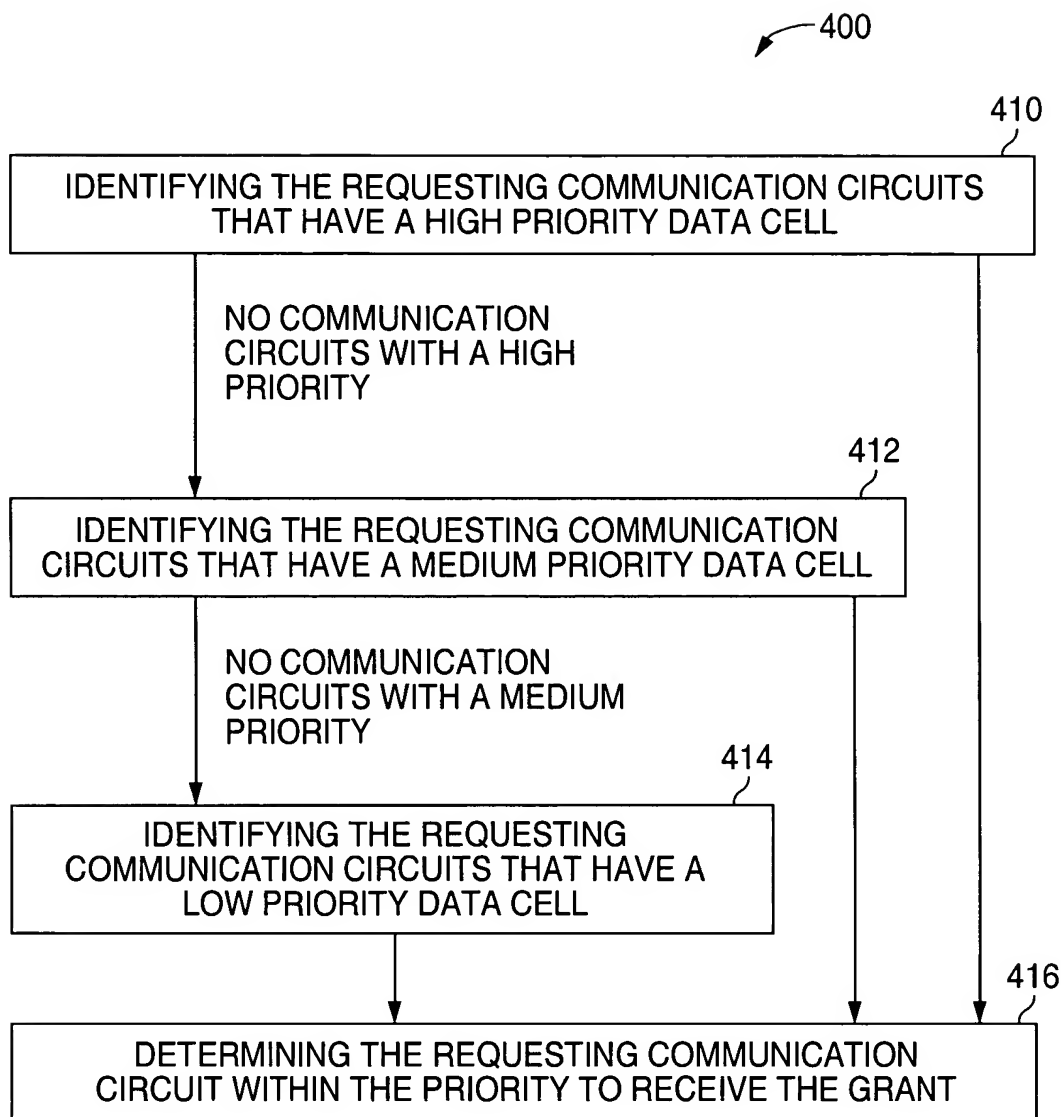 400
410
IDENTIFYING THE REQUESTING COMMUNICATION CIRCUITS
THAT HAVE A HIGH PRIORITY DATA CELL
NO COMMUNICATION
CIRCUITS WITH A HIGH
PRIORITY
412
IDENTIFYING THE REQUESTING COMMUNICATION
CIRCUITS THAT HAVE A MEDIUM PRIORITY DATA CELL
NO COMMUNICATION
CIRCUITS WITH A MEDIUM
PRIORITY
414
IDENTIFYING THE REQUESTING
COMMUNICATION CIRCUITS THAT HAVE A
LOW PRIORITY DATA CELL
416
DETERMINING THE REQUESTING COMMUNICATION
CIRCUIT WITHIN THE PRIORITY TO RECEIVE THE GRANT